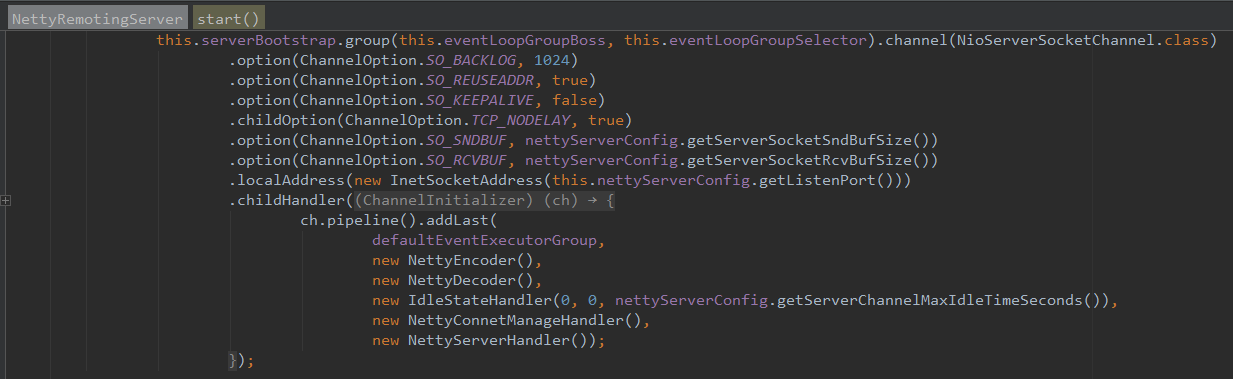 NettyRemotingServer start()
this.serverBootstrap.group(this.eventLoopGroupBoss, this.eventLoopGroupSelector).channel(NioServerSocketChannel.class)
.option(ChannelOption.SO_BACKLOG, 1024)
.option(ChannelOption.SO_REUSEADDR, true)
.option(ChannelOption.SO_KEEPALIVE, false)
.childOption(ChannelOption.TCP_NODELAY, true)
.option(ChannelOption.SO_SNDBUF, nettyServerConfig.getServerSocketSndBufSize())
.option(ChannelOption.SO_RCVBUF, nettyServerConfig.getServerSocketRcvBufSize())
.localAddress(new InetSocketAddress(this.nettyServerConfig.getListenPort()))
.childHandler((ChannelInitializer) (ch) → {
ch.pipeline().addLast(
defaultEventExecutorGroup,
new NettyEncoder(),
new NettyDecoder(),
new IdleStateHandler(0, 0, nettyServerConfig.getServerChannelMaxIdleTimeSeconds()),
new NettyConnetManageHandler(),
new NettyServerHandler());
});